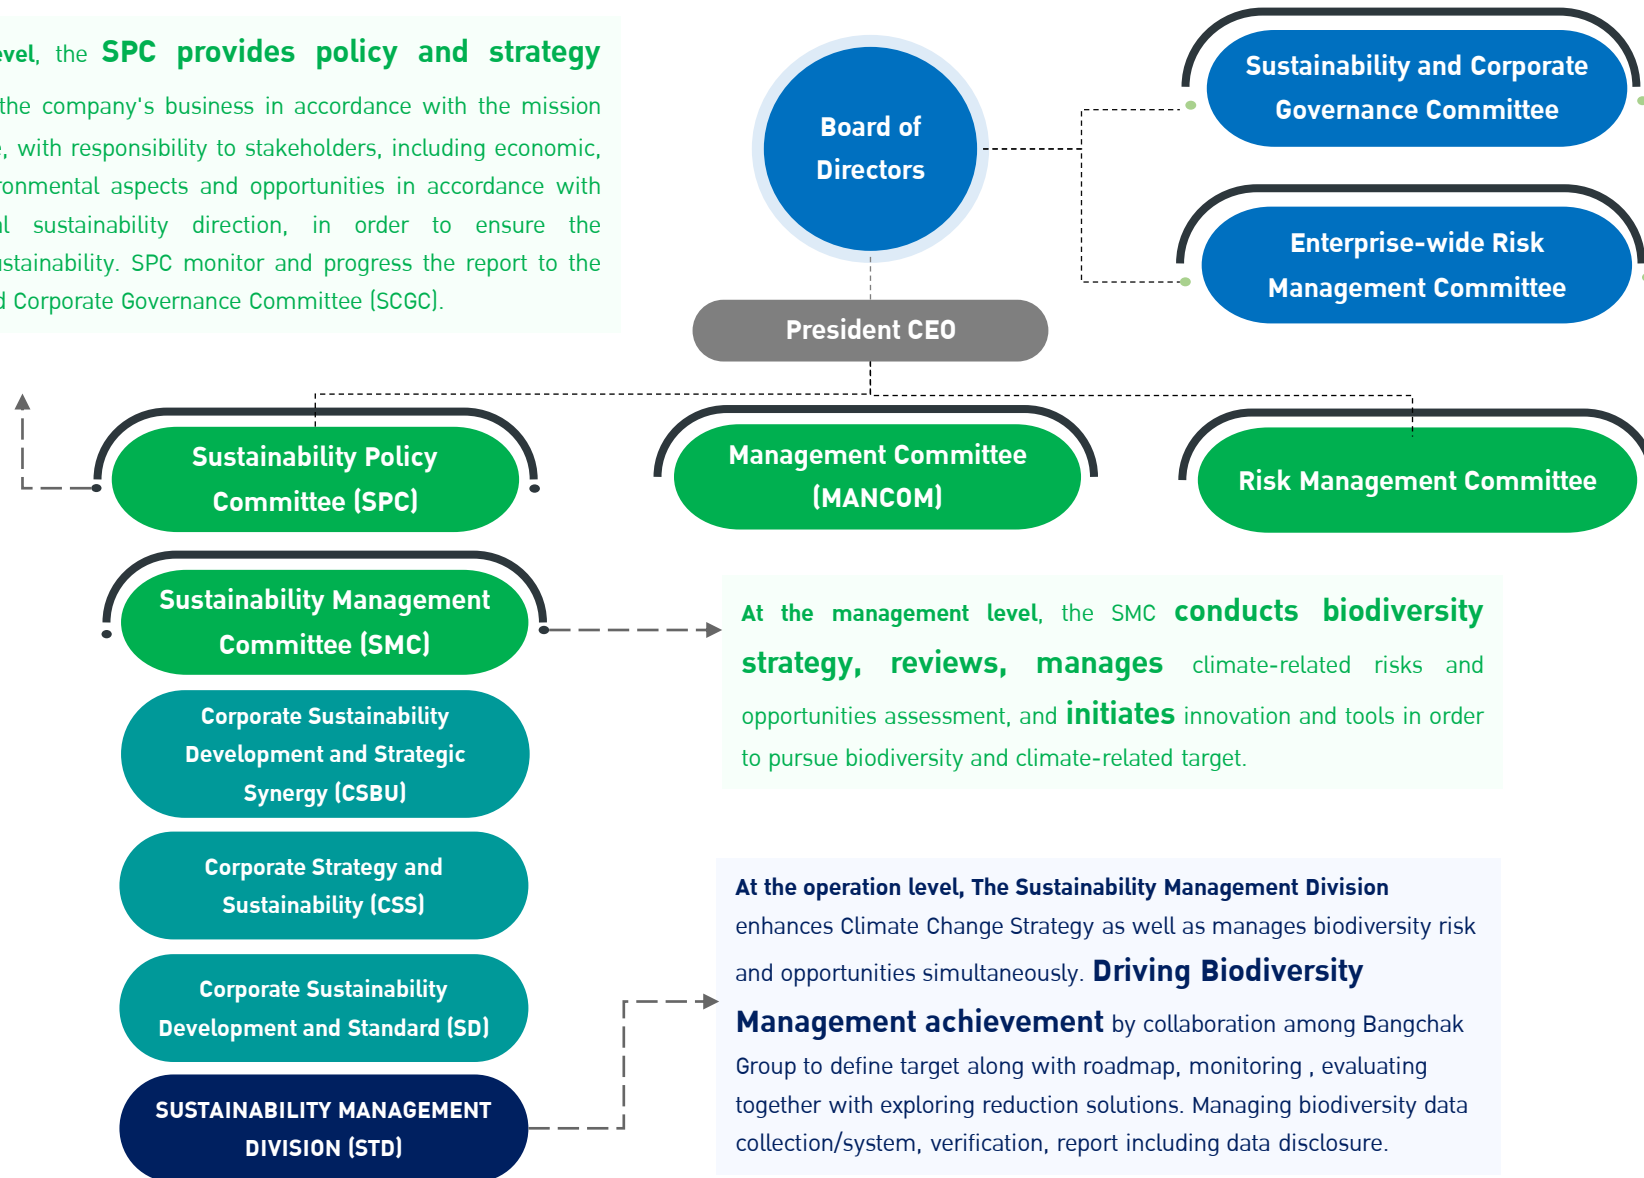 level, the SPC provides policy and strategy
the company's business in accordance with the mission
, with responsibility to stakeholders, including economic,
aspects and opportunities in accordance with
sustainability direction, in order to ensure the
SPC monitor and progress the report to the
Corporate Governance Committee (SCGC).
Board of
Directors
Sustainability and Corporate
Governance Committee
Enterprise-wide Risk
Management Committee
President CEO
Sustainability Policy
Committee (SPC)
Management Committee
(MANCOM)
Risk Management Committee
Sustainability Management
Committee (SMC)
At the management level, the SMC conducts biodiversity
strategy, reviews, manages climate-related risks and
opportunities assessment, and initiates innovation and tools in order
to pursue biodiversity and climate-related target.
Corporate Sustainability
Development and Strategic
Synergy (CSBU)
Corporate Strategy and
Sustainability (CSS)
Corporate Sustainability
Development and Standard (SD)
SUSTAINABILITY MANAGEMENT
DIVISION (STD)
At the operation level, The Sustainability Management Division
enhances Climate Change Strategy as well as manages biodiversity risk
and opportunities simultaneously. Driving Biodiversity
Management achievement by collaboration among Bangchak
Group to define target along with roadmap, monitoring , evaluating
together with exploring reduction solutions. Managing biodiversity data
collection/system, verification, report including data disclosure.